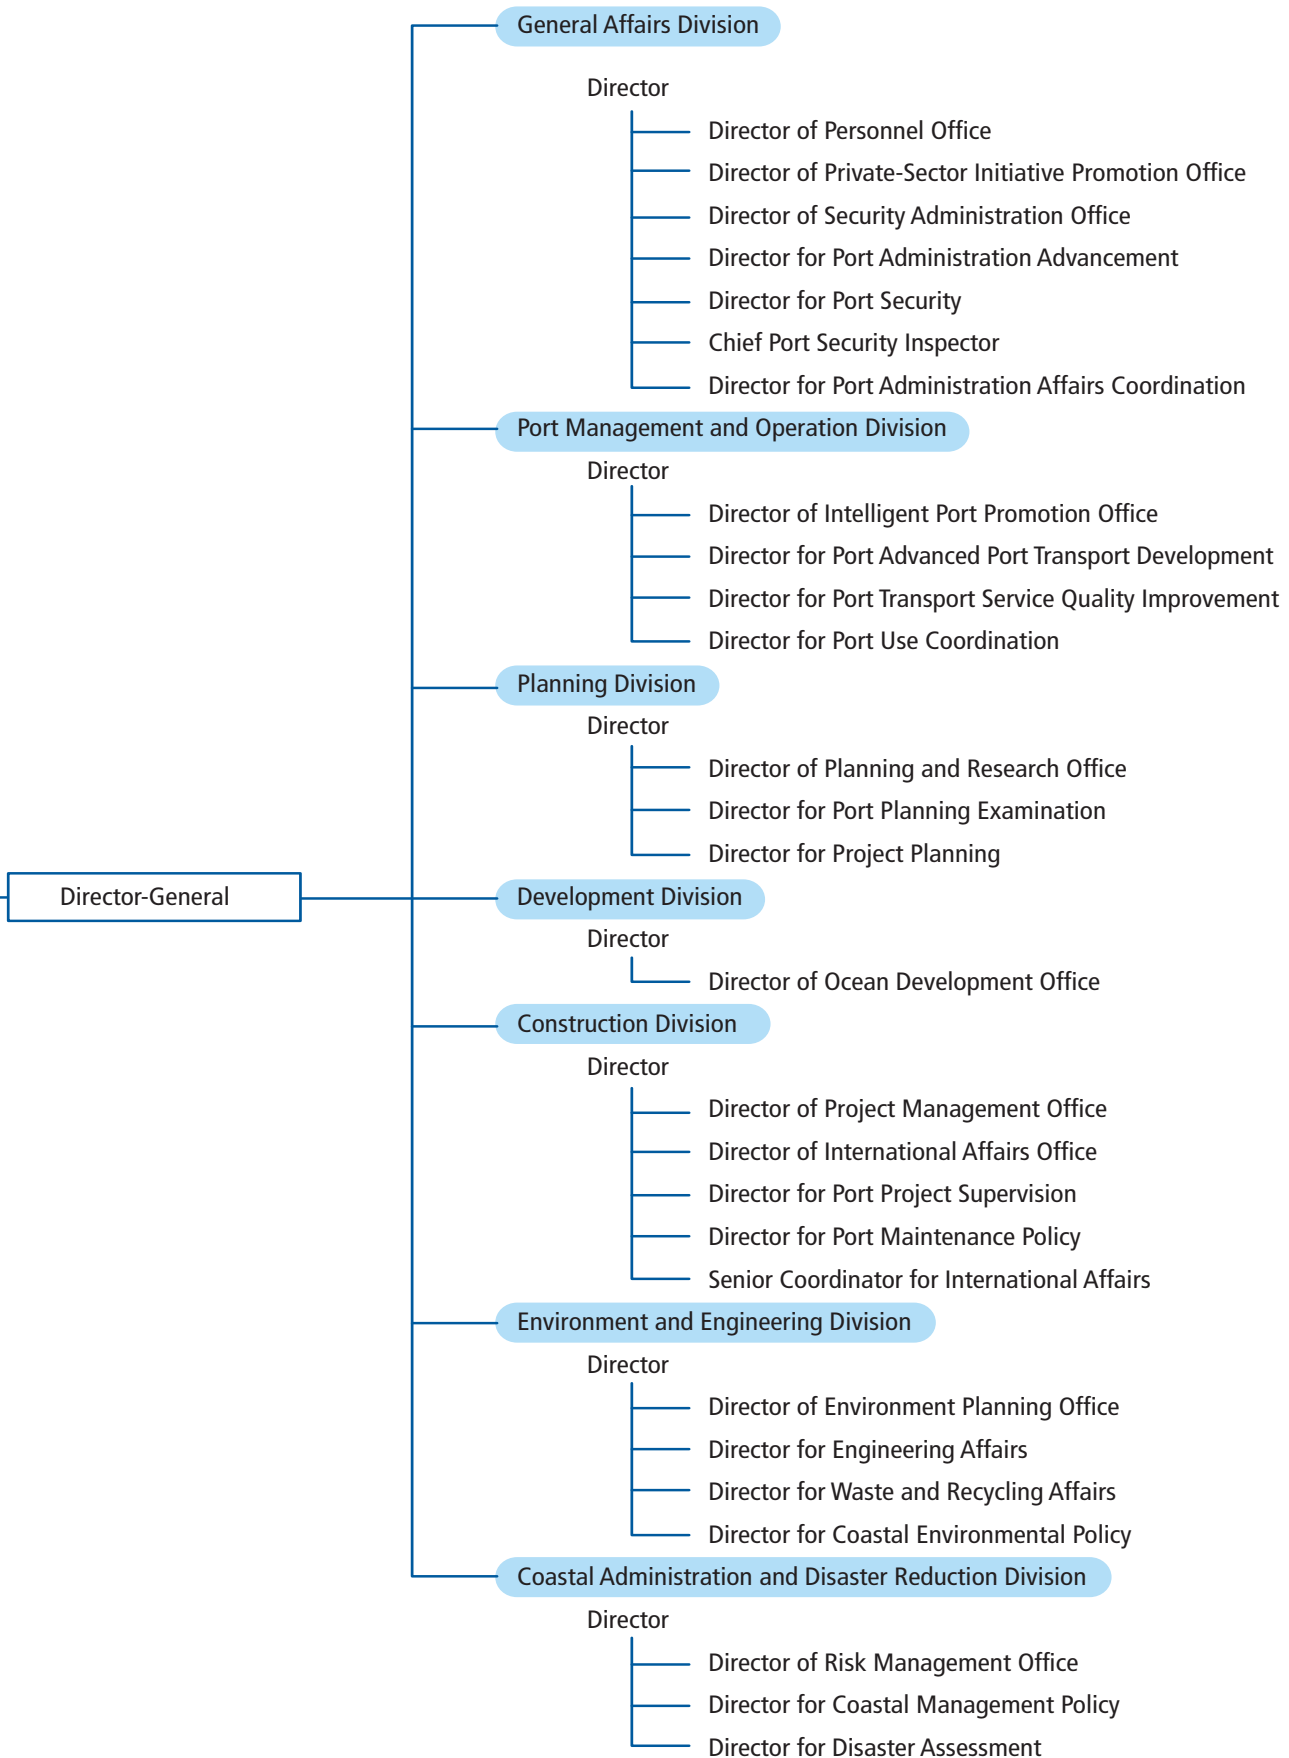 General Affairs Division
Director
Director of Personnel Office
Director of Private-Sector Initiative Promotion Office
Director of Security Administration Office
Director for Port Administration Advancement
Director for Port Security
Chief Port Security Inspector
Director for Port Administration Affairs Coordination
Port Management and Operation Division
Director
Director of Intelligent Port Promotion Office
Director for Port Advanced Port Transport Development
Director for Port Transport Service Quality Improvement
Director for Port Use Coordination
Planning Division
Director
Director of Planning and Research Office
Director for Port Planning Examination
Director for Project Planning
Director-General
Development Division
Director
Director of Ocean Development Office
Construction Division
Director
Director of Project Management Office
Director of International Affairs Office
Director for Port Project Supervision
Director for Port Maintenance Policy
Senior Coordinator for International Affairs
Environment and Engineering Division
Director
Director of Environment Planning Office
Director for Engineering Affairs
Director for Waste and Recycling Affairs
Director for Coastal Environmental Policy
Coastal Administration and Disaster Reduction Division
Director
Director of Risk Management Office
Director for Coastal Management Policy
Director for Disaster Assessment